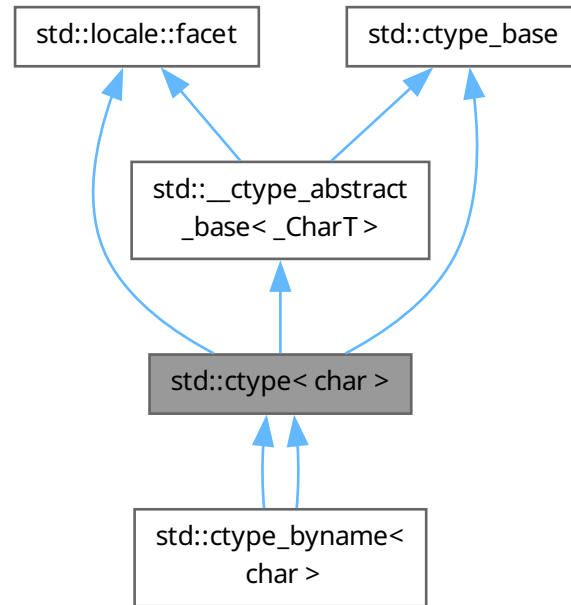 std::locale::facet
std::ctype_base
std::__ctype_abstract
_base< _CharT >
std::ctype< char >
std::ctype_byname<
char >